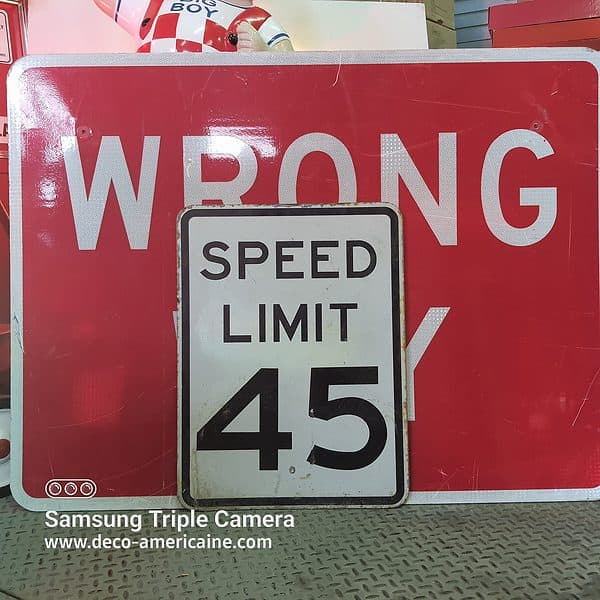 BOY
WRONG
SPEED
LIMIT
45
Samsung Triple Camera
www.deco-americaine.com